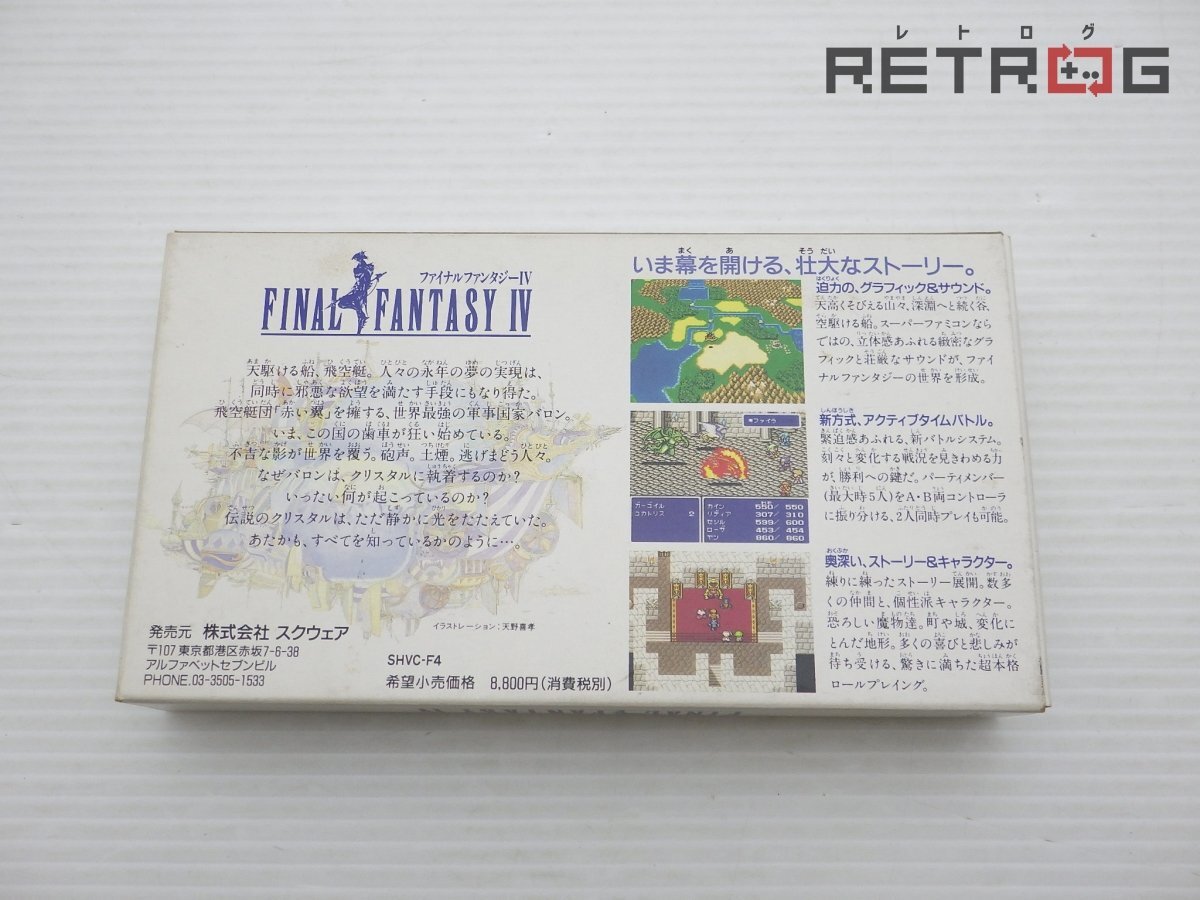 レトログ
RETROG
ファイナルファンタジーIV
FINAL FANTASY IV
天駆ける船、飛空艇。人々の永年の夢の実現は、
同時に邪悪な欲望を満たす手段にもなり得た。
飛空艇団「赤い翼」を擁する、世界最強の軍事国家バロン。
いま、この国の歯車が狂い始めている。
不吉な影が世界を覆う。砲声。土煙。逃げまどう人々。
なぜバロンは、クリスタルに執着するのか?
いったい何が起こっているのか?
伝説のクリスタルは、ただ静かに光をたたえていた。
あたかも、すべてを知っているかのように…。
イラストレーション:天野喜孝
発売元 株式会社 スクウェア
〒107 東京都港区赤坂7-6-38
アルファベットセブンビル
PHONE.03-3505-1533
SHVC-F4
希望小売価格 8,800円(消費税別)
いま幕を開ける、壮大なストーリー。
迫力の、グラフィック&サウンド。
天高くそびえる山々、深淵へと続く谷、
空駆ける船。スーパーファミコンなら
ではの、立体感あふれる緻密なグラ
フィックと荘厳なサウンドが、ファイ
ナルファンタジーの世界を形成。
ファイラ
ガーゴイル
コカトリス 2
カイン 550/550
リディア 307/310
セシル 599/600
ローザ 453/454
ヤン 860/860
新方式、アクティブタイムバトル。
緊迫感あふれる、新バトルシステム。
刻々と変化する戦況を見きわめる力
が、勝利への鍵だ。パーティメンバー
(最大時5人)をA・B両コントローラ
に振り分ける、2人同時プレイも可能。
奥深い、ストーリー&キャラクター。
練りに練ったストーリー展開。数多
くの仲間と、個性派キャラクター。
恐ろしい魔物達。町や城、変化に
とんだ地形。多くの喜びと悲しみが
待ち受ける、驚きに満ちた超本格
ロールプレイング。